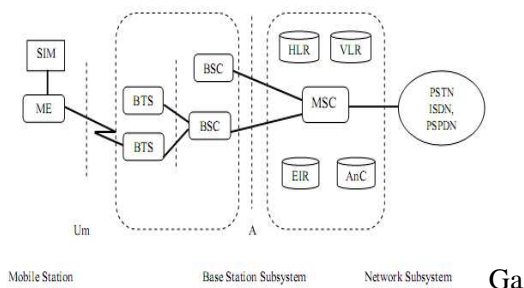 SIM
ME
BTS
BTS
BSC
BSC
HLR
VLR
MSC
EIR
AnC
PSTN
ISDN,
PSPDN
Um
A
Mobile Station
Base Station Subsystem
Network Subsystem
Ga